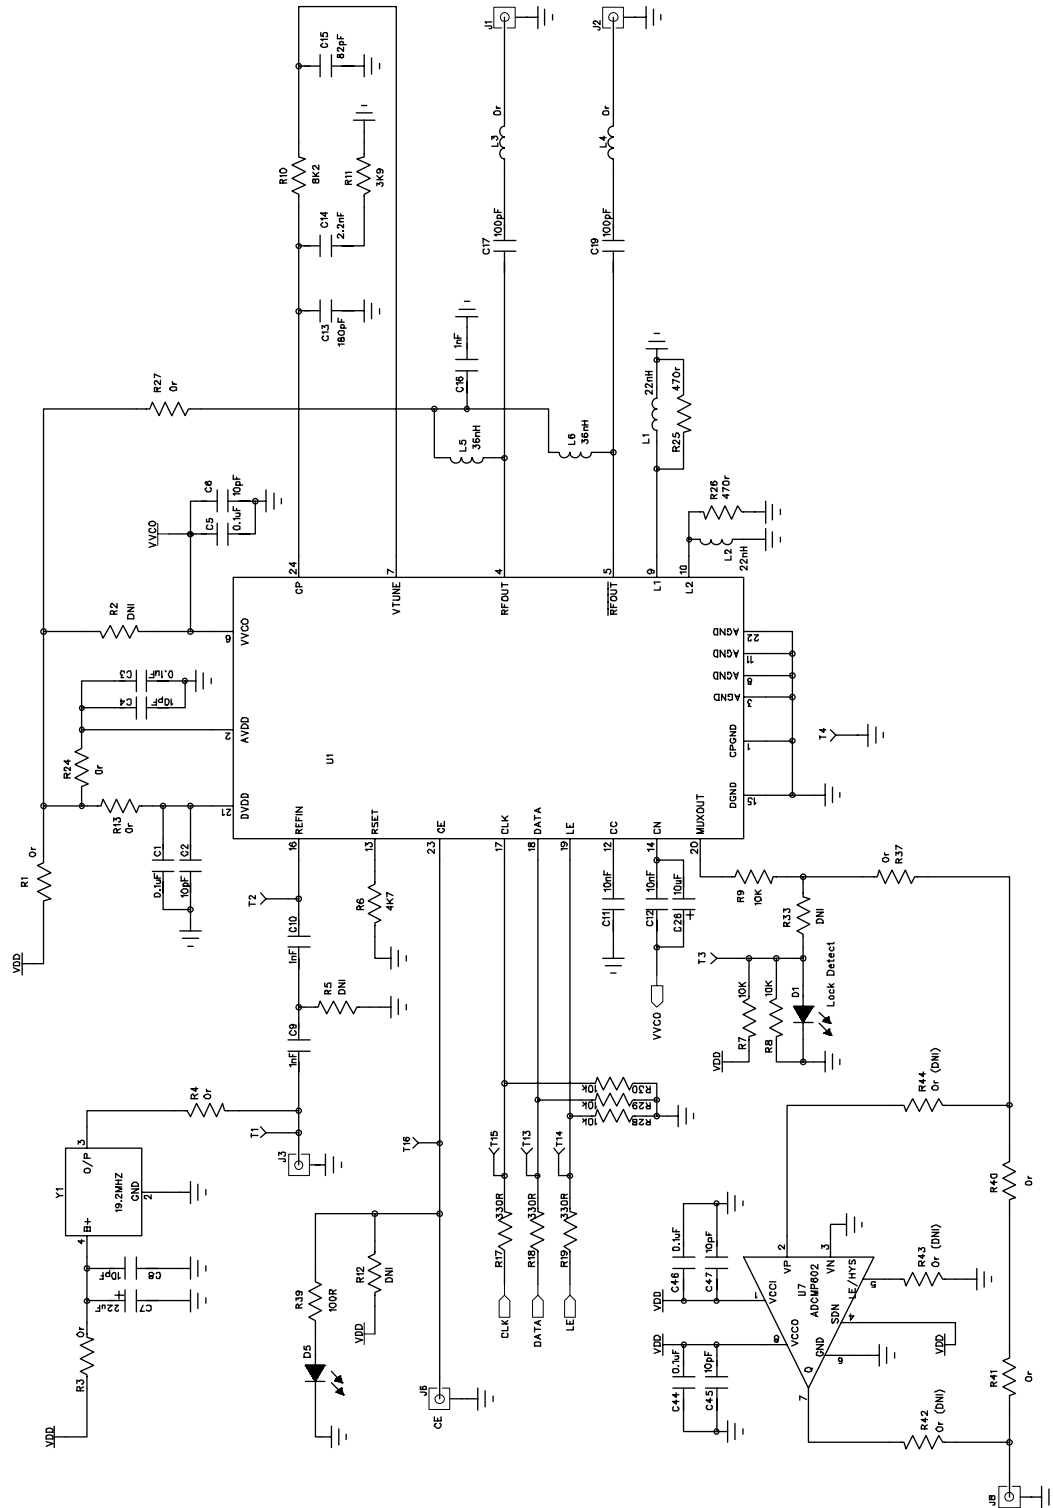 J1
J2
C15
82pF
R10
8K2
R11
3K9
C14
2.2nF
C13
180pF
L3
0r
L4
0r
C17
100pF
C19
100pF
R27
0r
C16
1nF
L5
36nH
L6
36nH
L1
22nH
R25
470r
R26
470r
L2
22nH
VVCO
C5
0.1uF
C6
10pF
R2
DNI
C3
0.1uF
C4
10pF
R24
0r
R13
0r
R1
0r
VDD
C1
0.1uF
C2
10pF
U1
CP
24
VTUNE
7
RFOUT
4
RFOUT
5
L1
9
L2
10
VVCO
6
AVDD
2
DVDD
21
REFIN
16
RSET
13
CE
23
CLK
17
DATA
18
LE
19
CC
12
CN
14
MUXOUT
20
AGND
22
AGND
11
AGND
8
AGND
3
CPGND
1
DGND
15
T4
T2
C10
1nF
R6
4K7
R5
DNI
C9
1nF
R4
0r
T1
J3
Y1
19.2MHZ
O/P
3
GND
2
B+
4
C8
10pF
C7
22uF
+
R3
0r
VDD
C11
10nF
C12
10nF
C26
10uF
+
VVCO
R9
10K
R37
0r
R33
DNI
T3
R7
10K
R8
10K
VDD
D1
Lock Detect
R30
10k
R29
10k
R28
10k
T15
T13
T14
T16
R17
330R
R18
330R
R19
330R
CLK
DATA
LE
R12
DNI
VDD
R39
100R
D5
J6
CE
R44
0r (DNI)
R40
0r
R43
0r (DNI)
R41
0r
R42
0r (DNI)
C46
0.1uF
C47
10pF
VDD
C44
0.1uF
C45
10pF
VDD
U7
ADCMP602
VP
2
VN
3
VCCI
1
VCCO
8
LE/HYS
5
SDN
4
GND
6
Q
7
VDD
J8